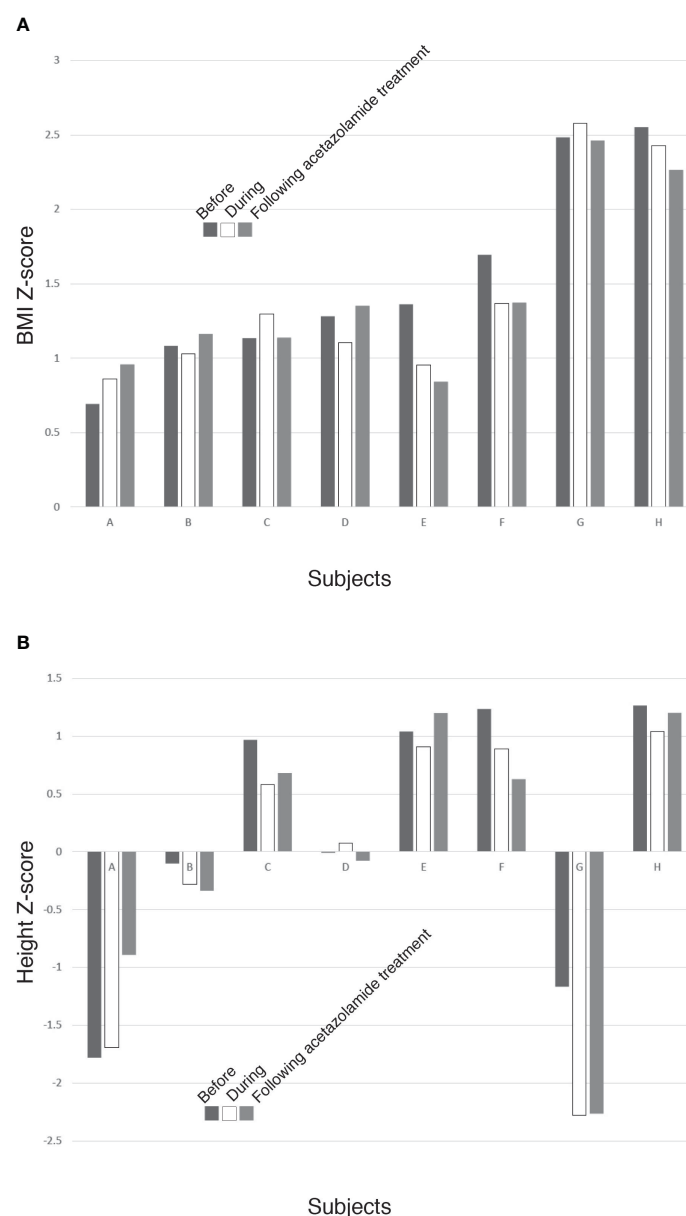 A
3
2.5
2
1.5
1
0.5
0
BMI Z-score
Before
During
Following acetazolamide treatment
A B C D E F G H
Subjects
B
1.5
1
0.5
0
-0.5
-1
-1.5
-2
-2.5
Height Z-score
A B C D E F G H
Before
During
Following acetazolamide treatment
Subjects